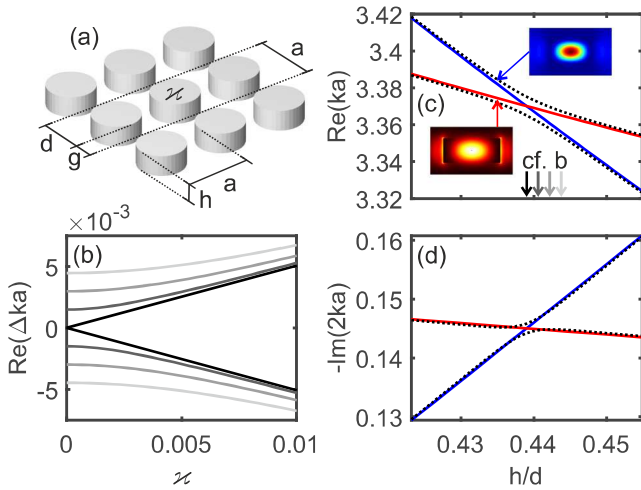 (a)
ϰ
a
d
g
h
a
×10⁻³
(b)
5
0
-5
Re(Δka)
0
0.005
0.01
ϰ
3.42
3.4
3.38
3.36
3.34
3.32
Re(ka)
(c)
cf. b
0.16
0.15
0.14
0.13
-Im(2ka)
(d)
0.43
0.44
0.45
h/d